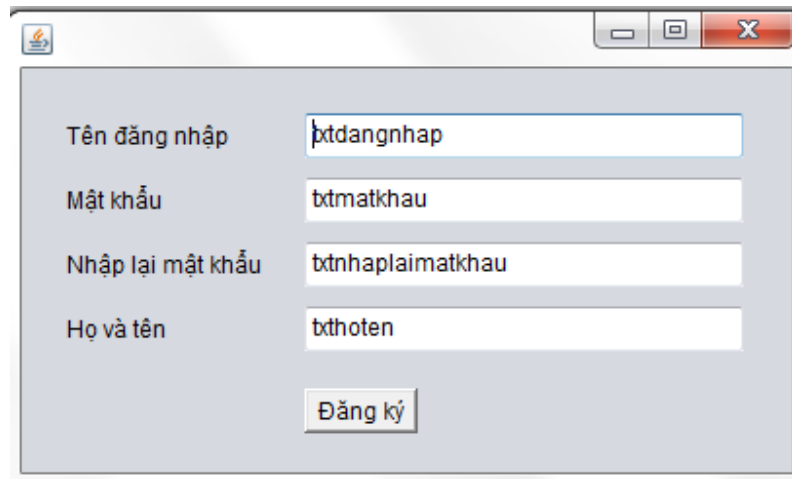 Tên đăng nhập txtdangnhap
Mật khẩu txtmatkhau
Nhập lại mật khẩu txtnhaplaimatkhau
Họ và tên txthoten
Đăng ký